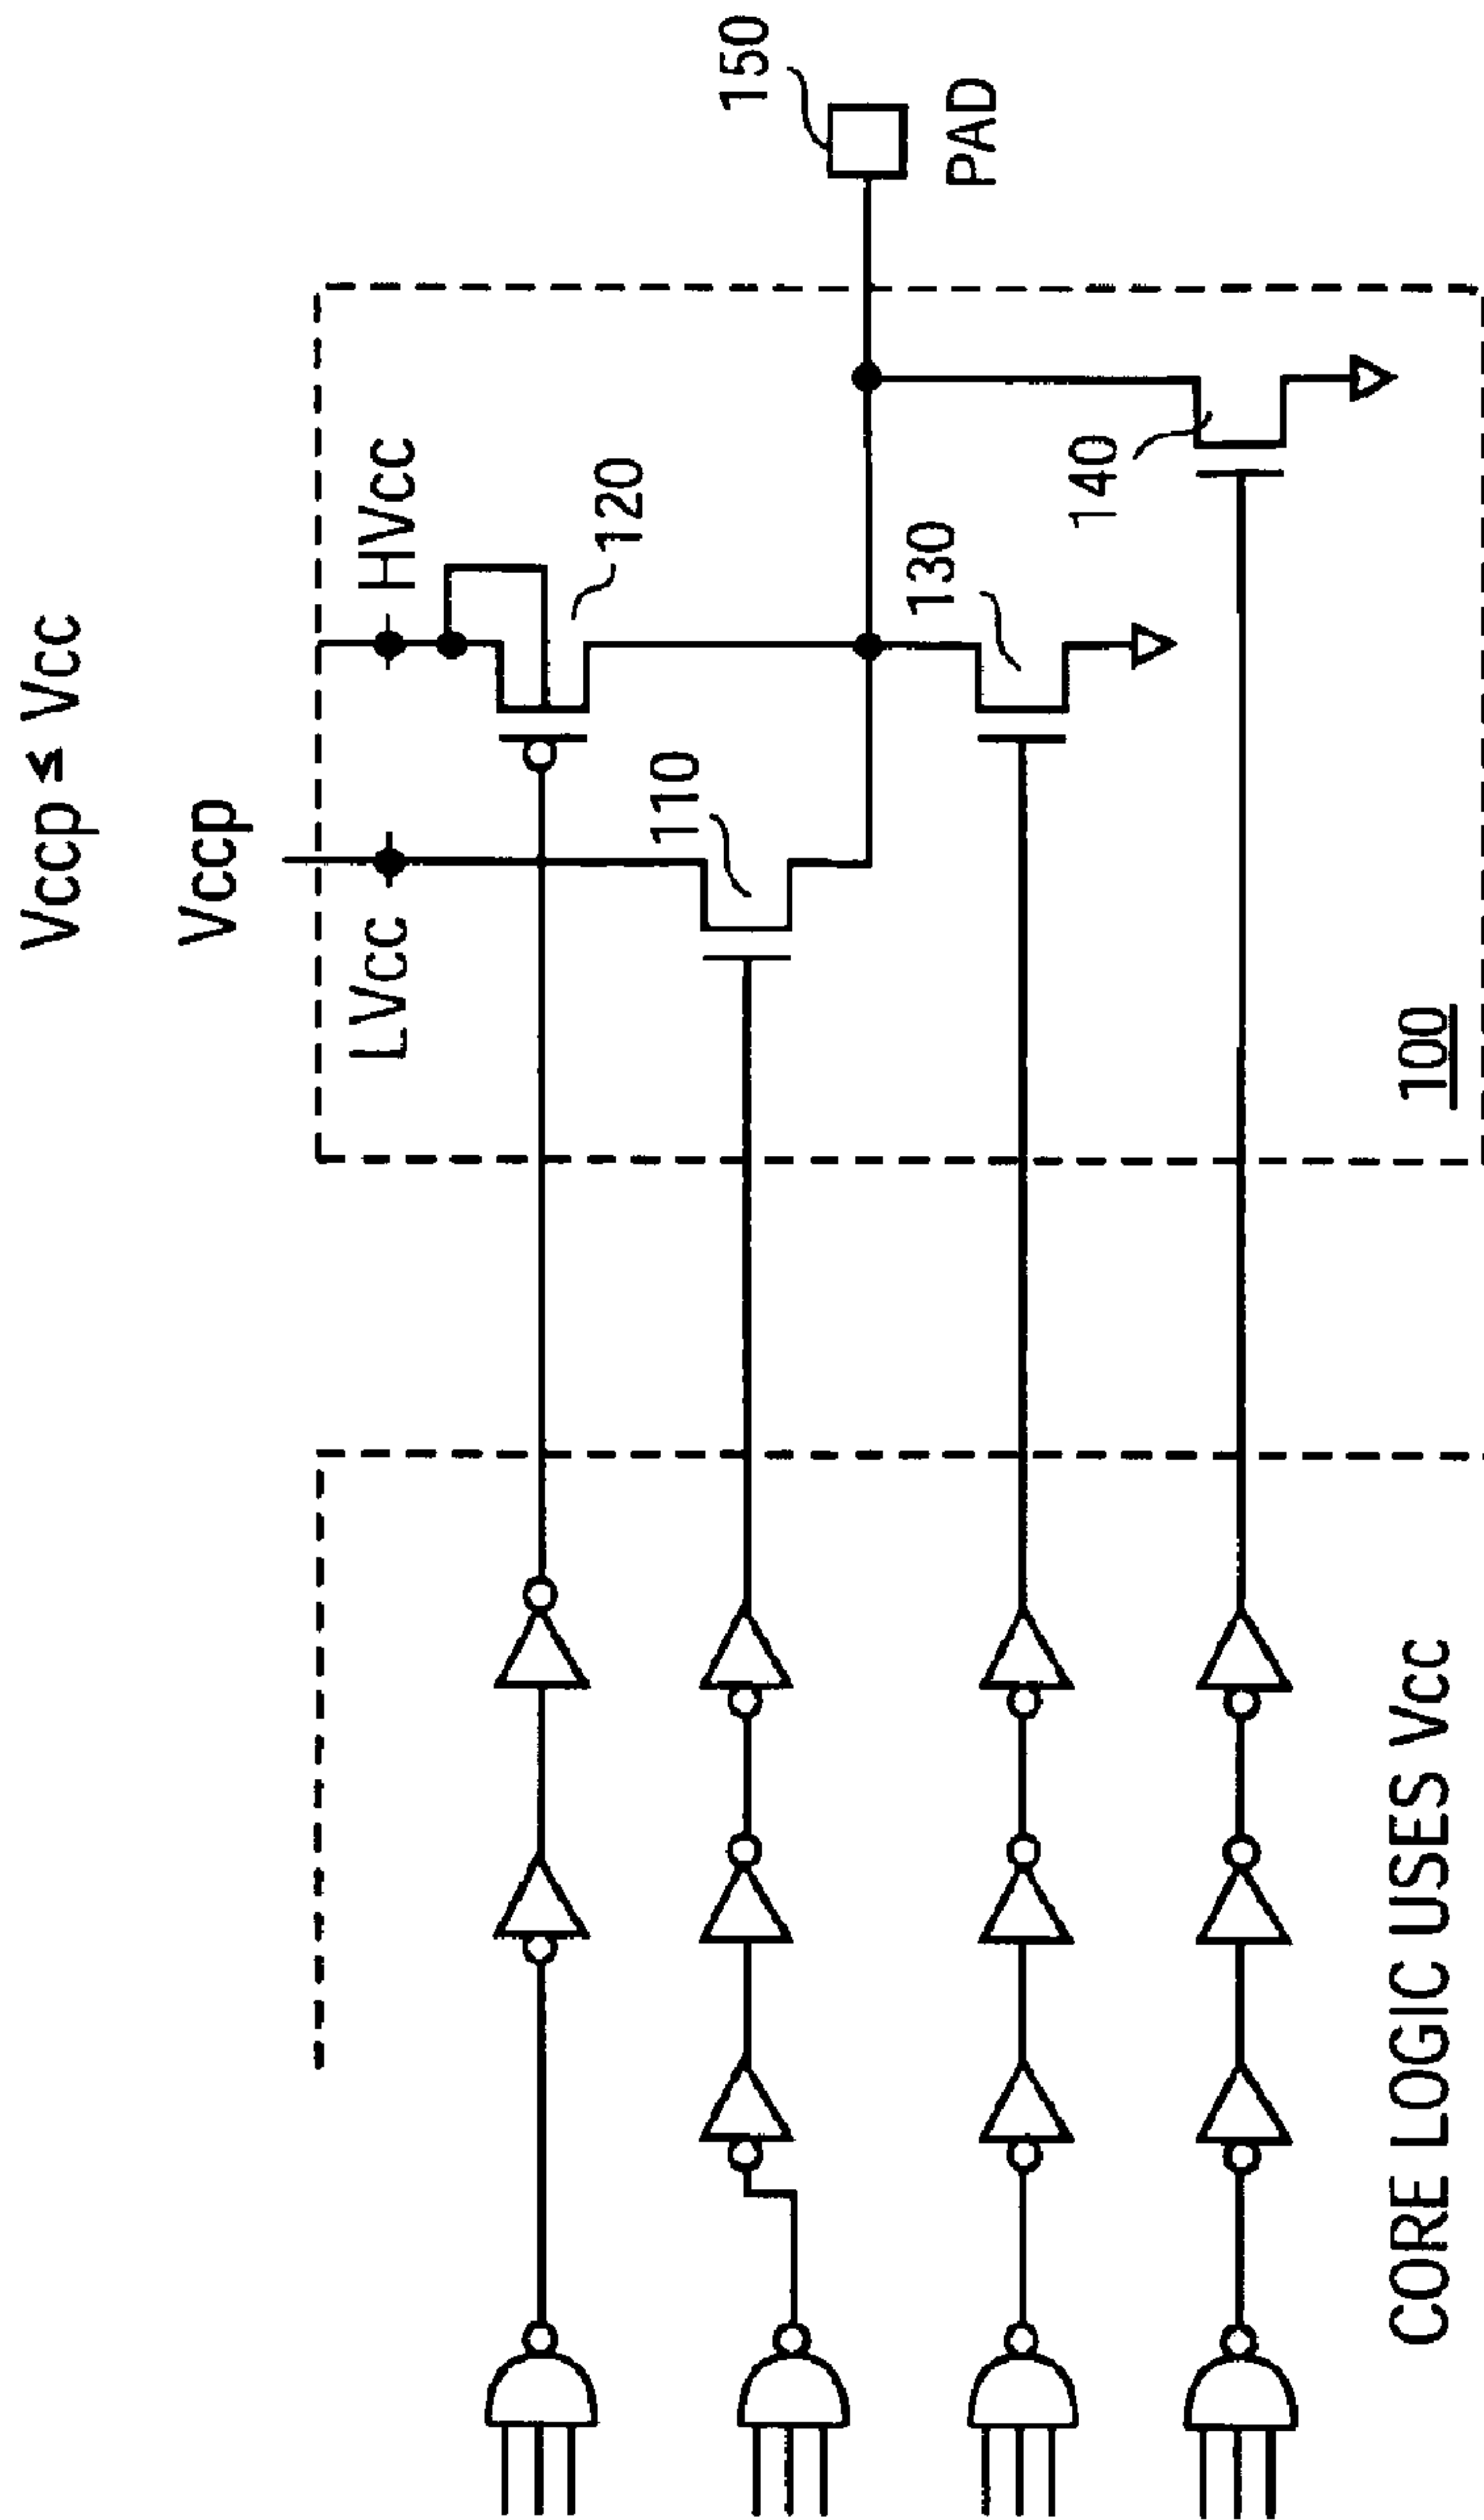 Vccp ≤ Vcc
Vccp
LVcc
HVcc
120
110
150
PAD
130
140
100
CORE LOGIC USES Vcc